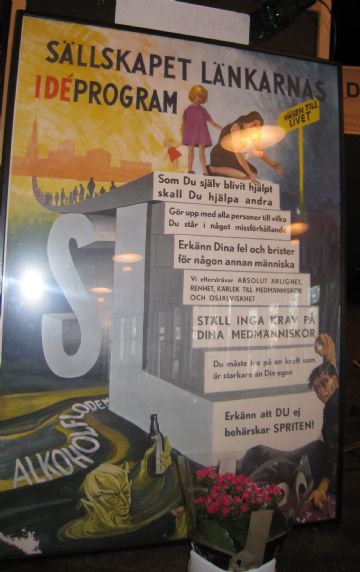 SÄLLSKAPET LÄNKARNAS
IDÉPROGRAM
VÄGEN TILL
LIVET
Som Du själv blivit hjälpt
skall Du hjälpa andra
Gör upp med alla personer till vilka
Du står i något missförhållande
Erkänn Dina fel och brister
för någon annan människa
Vi eftersträvar ABSOLUT ÄRLIGHET,
RENHET, KÄRLEK TILL MEDMÄNNISKOR
OCH OSJÄLVISKHET
STÄLL INGA KRAV PÅ
DINA MEDMÄNNISKOR
Du måste tro på en kraft som
är starkare än Din egen
Erkänn att DU ej
behärskar SPRITEN!
S
ALKOHOLFLODEN
D